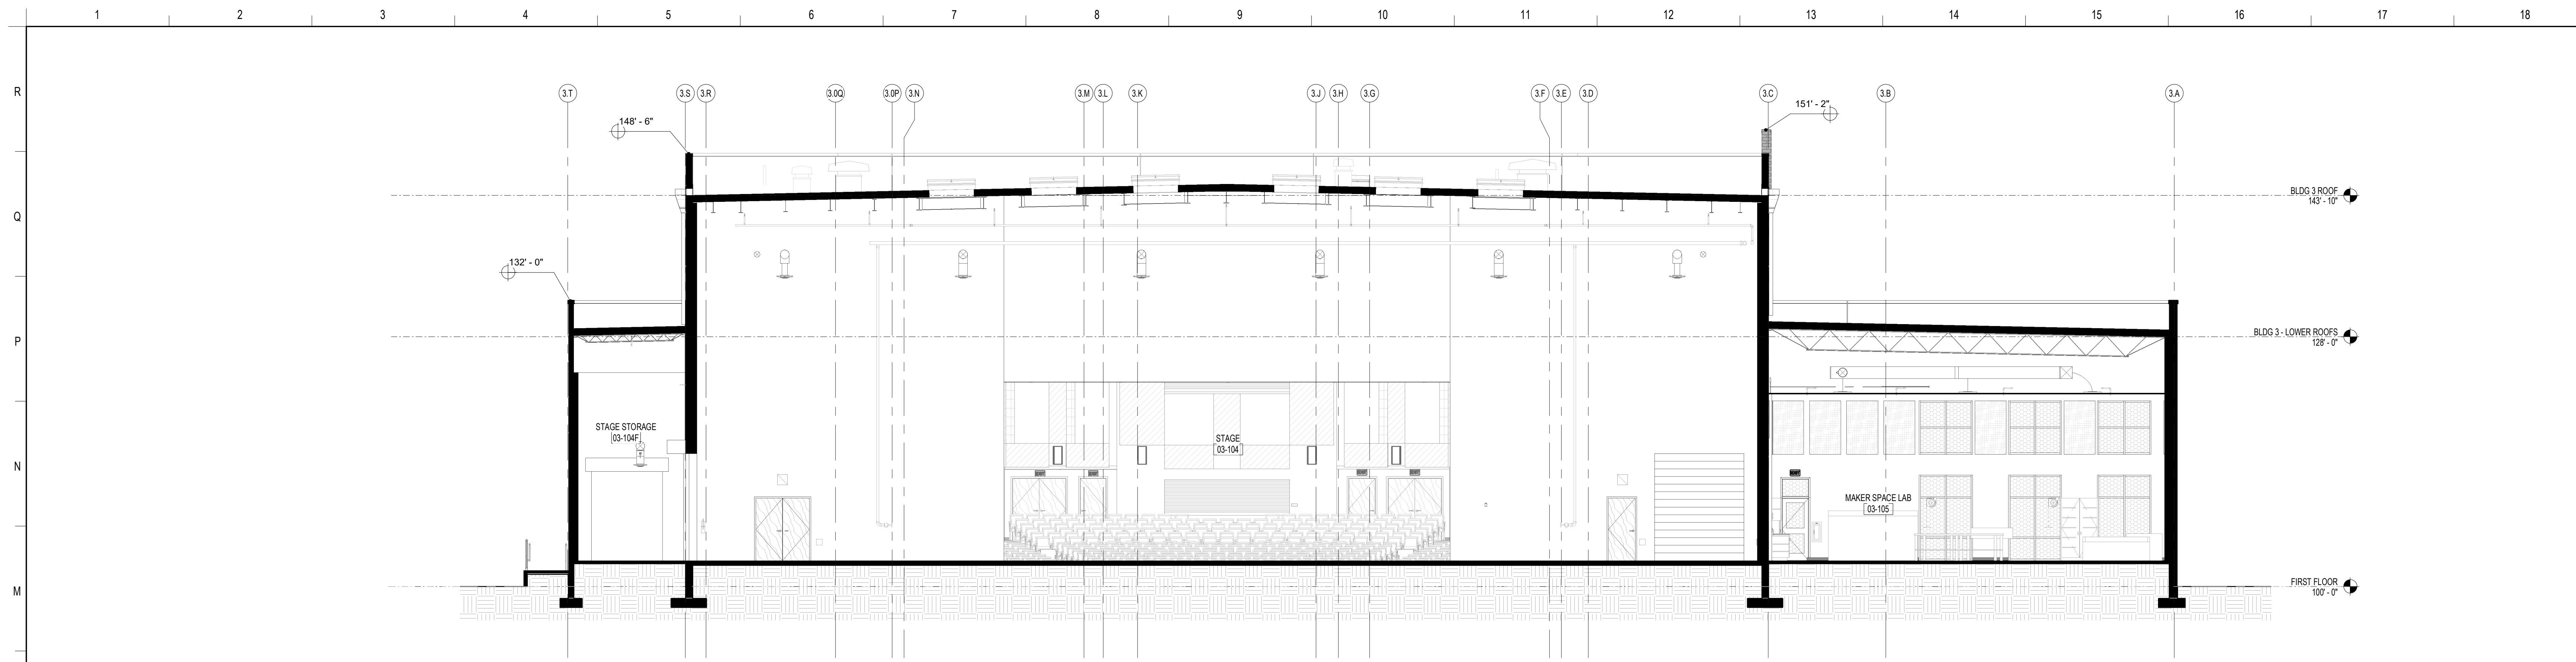 1 2 3 4 5 6 7 8 9 10 11 12 13 14 15 16 17 18
R
3.T 3.S 3.R 3.0Q 3.0P 3.N 3.M 3.L 3.K 3.J 3.H 3.G 3.F 3.E 3.D 3.C 3.B 3.A
151' - 2"
148' - 6"
BLDG 3 ROOF
143' - 10"
Q
132' - 0"
BLDG 3 - LOWER ROOFS
128' - 0"
P
STAGE STORAGE
03-104F
STAGE
03-104
N
MAKER SPACE LAB
03-105
FIRST FLOOR
100' - 0"
M